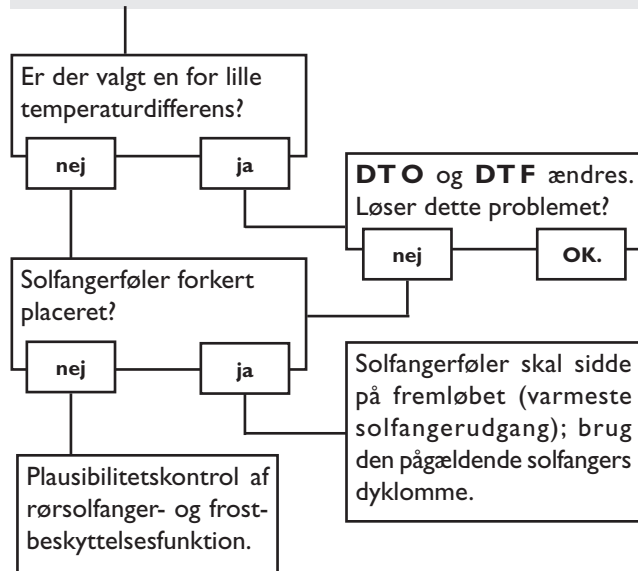 Er der valgt en for lille
temperaturdifferens?
nej
ja
DT O og DT F ændres.
Løser dette problemet?
nej
OK.
Solfangerføler forkert
placeret?
nej
ja
Solfangerføler skal sidde
på fremløbet (varmeste
solfangerudgang); brug
den pågældende solfangers
dyklomme.
Plausibilitetskontrol af
rørsolfanger- og frost-
beskyttelsesfunktion.